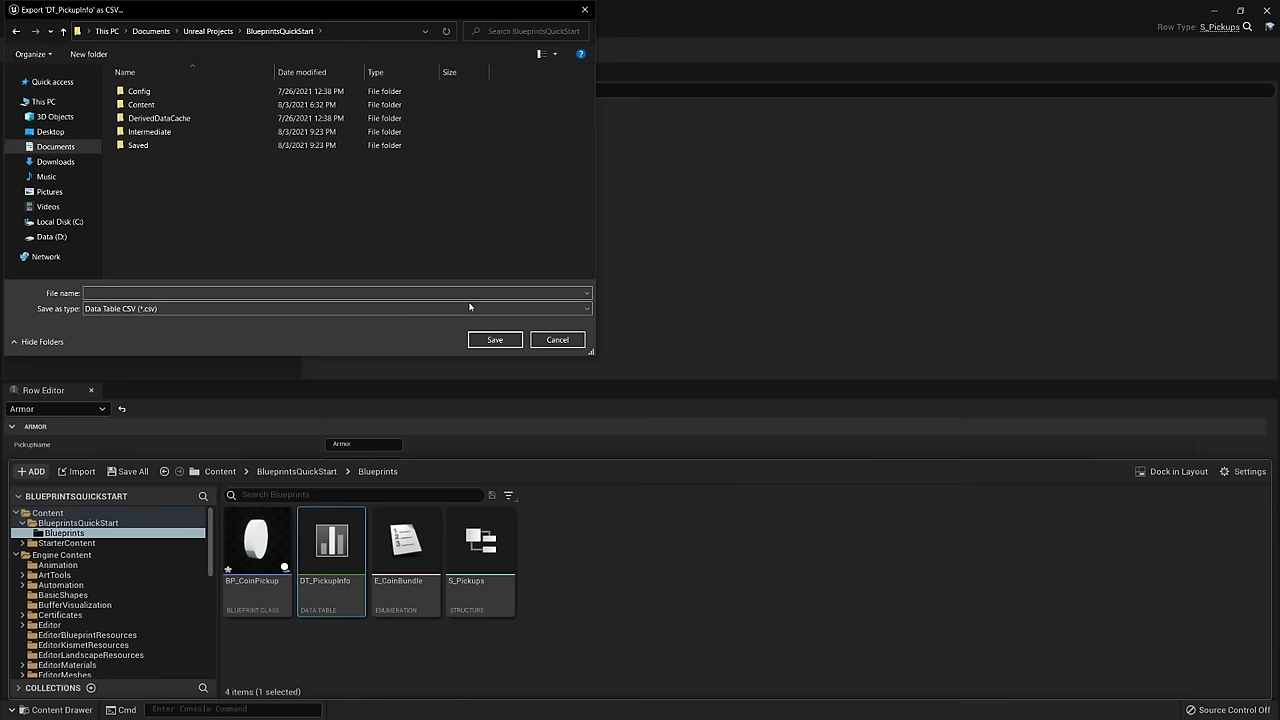 Export 'DT_PickupInfo' as CSV...
Row Type: S_Pickups
This PC
Documents
Unreal Projects
BlueprintsQuickStart
Search BlueprintsQuickStart
Organize
New folder
Name
Date modified
Type
Size
Quick access
This PC
3D Objects
Desktop
Documents
Downloads
Music
Pictures
Videos
Local Disk (C:)
Data (D:)
Network
Config 7/26/2021 12:38 PM File folder
Content 8/3/2021 6:32 PM File folder
DerivedDataCache 7/26/2021 12:38 PM File folder
Intermediate 8/3/2021 9:23 PM File folder
Saved 8/3/2021 9:23 PM File folder
File name:
Save as type: Data Table CSV (*.csv)
Hide Folders
Save
Cancel
Row Editor
Armor
ARMOR
PickupName
Armor
ADD
Import
Save All
Content
BlueprintsQuickStart
Blueprints
Dock in Layout
Settings
BLUEPRINTSQUICKSTART
Content
BlueprintsQuickStart
Blueprints
StarterContent
Engine Content
Animation
ArtTools
Automation
BasicShapes
BufferVisualization
Certificates
Editor
EditorBlueprintResources
EditorKismetResources
EditorLandscapeResources
EditorMaterials
EditorMeshes
COLLECTIONS
Search Blueprints
BP_CoinPickup
BLUEPRINT CLASS
DT_PickupInfo
DATA TABLE
E_CoinBundle
ENUMERATION
S_Pickups
STRUCTURE
4 items (1 selected)
Content Drawer
Cmd
Enter Console Command
Source Control Off